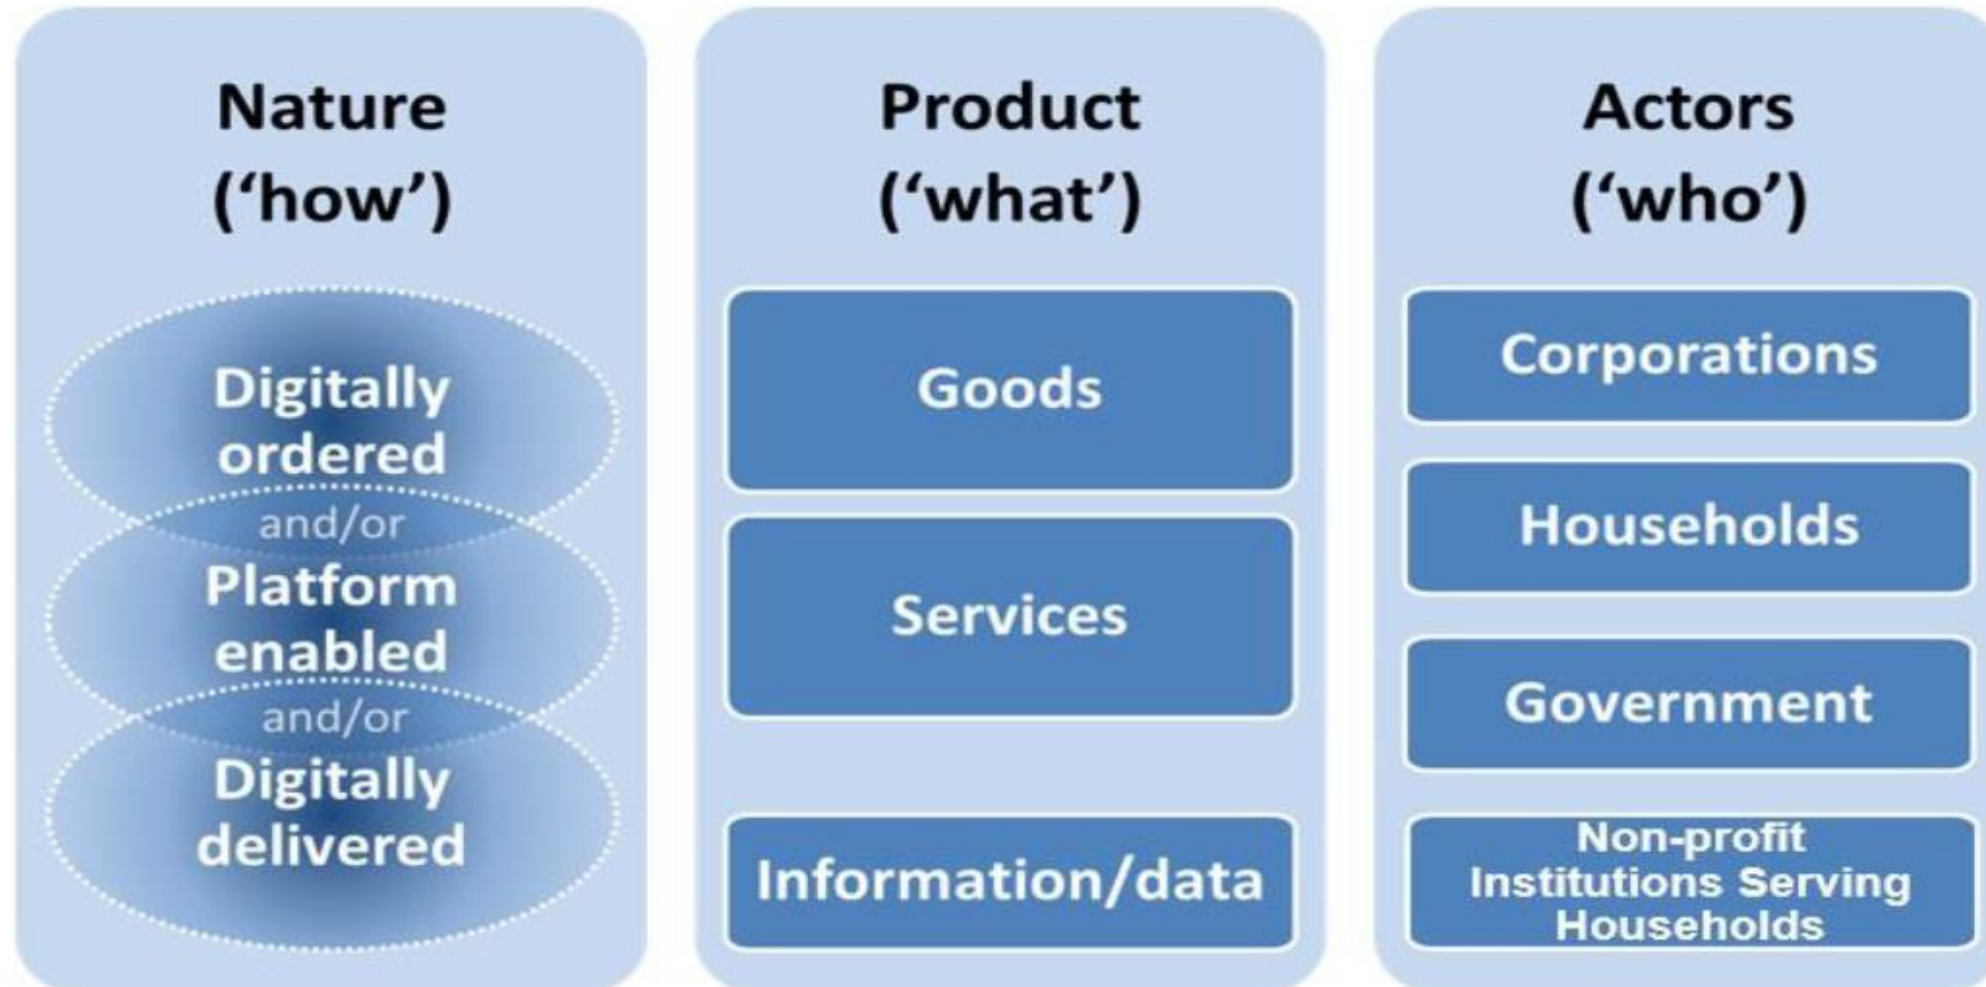 Nature
(‘how’)
Digitally
ordered
and/or
Platform
enabled
and/or
Digitally
delivered
Product
(‘what’)
Goods
Services
Information/data
Actors
(‘who’)
Corporations
Households
Government
Non-profit
Institutions Serving
Households